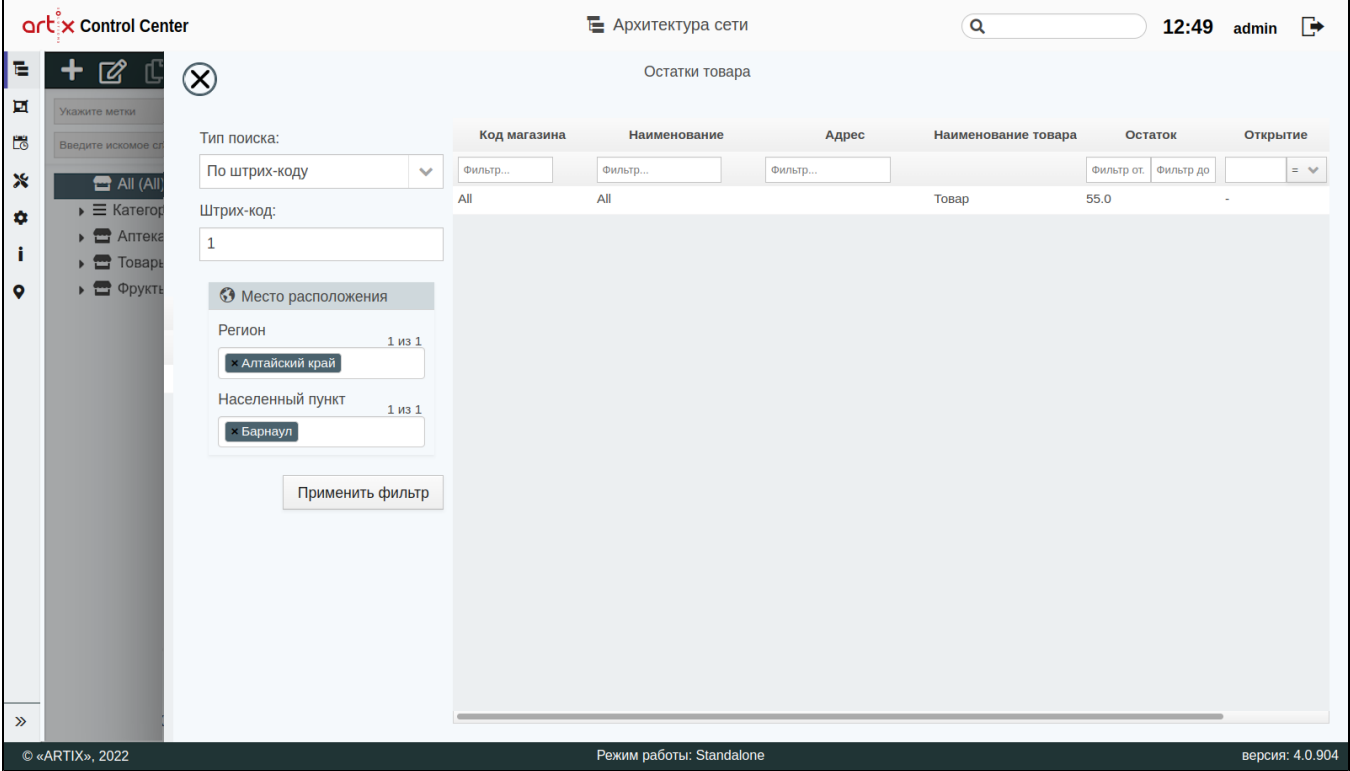 artix Control Center
Архитектура сети
12:49 admin
Остатки товара
Укажите метки
Введите искомое сл
All (All)
Категор
Аптека
Товары
Фрукты
Тип поиска:
По штрих-коду
Штрих-код:
1
Место расположения
Регион
1 из 1
× Алтайский край
Населенный пункт
1 из 1
× Барнаул
Применить фильтр
Код магазина Наименование Адрес Наименование товара Остаток Открытие
Фильтр... Фильтр... Фильтр... Фильтр от. Фильтр до =
All All Товар 55.0 -
© «ARTIX», 2022 Режим работы: Standalone версия: 4.0.904